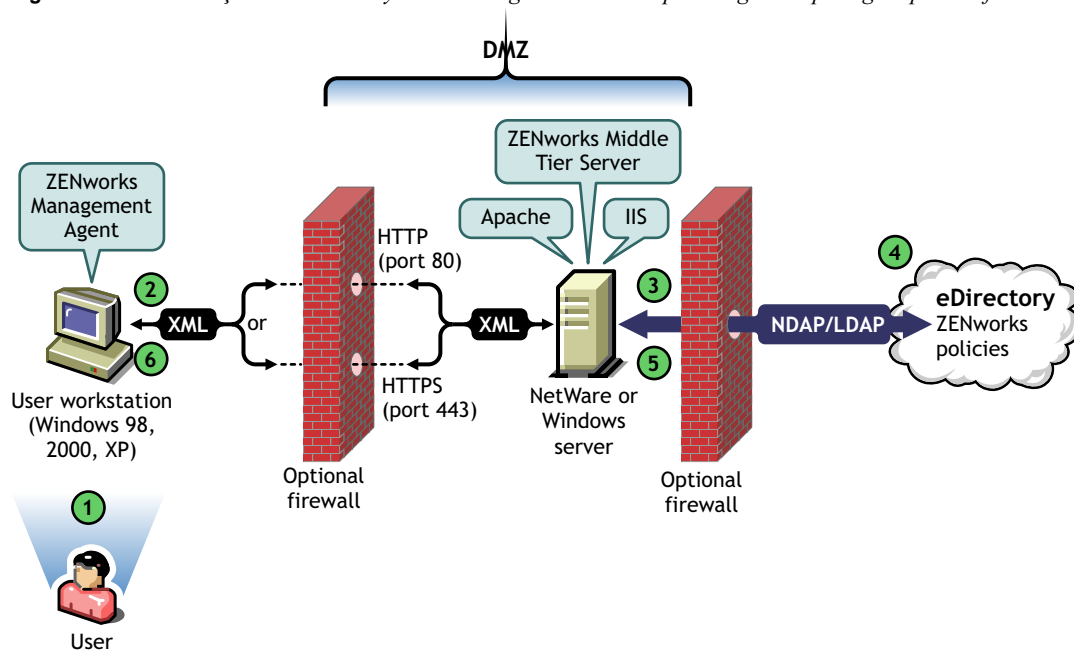 DMZ
ZENworks Middle
Tier Server
ZENworks
Management
Agent
Apache
IIS
HTTP
(port 80)
2
3
4
XML
or
XML
NDAP/LDAP
eDirectory
ZENworks
policies
6
5
HTTPS
(port 443)
User workstation
(Windows 98,
2000, XP)
NetWare or
Windows
server
Optional
firewall
Optional
firewall
1
User